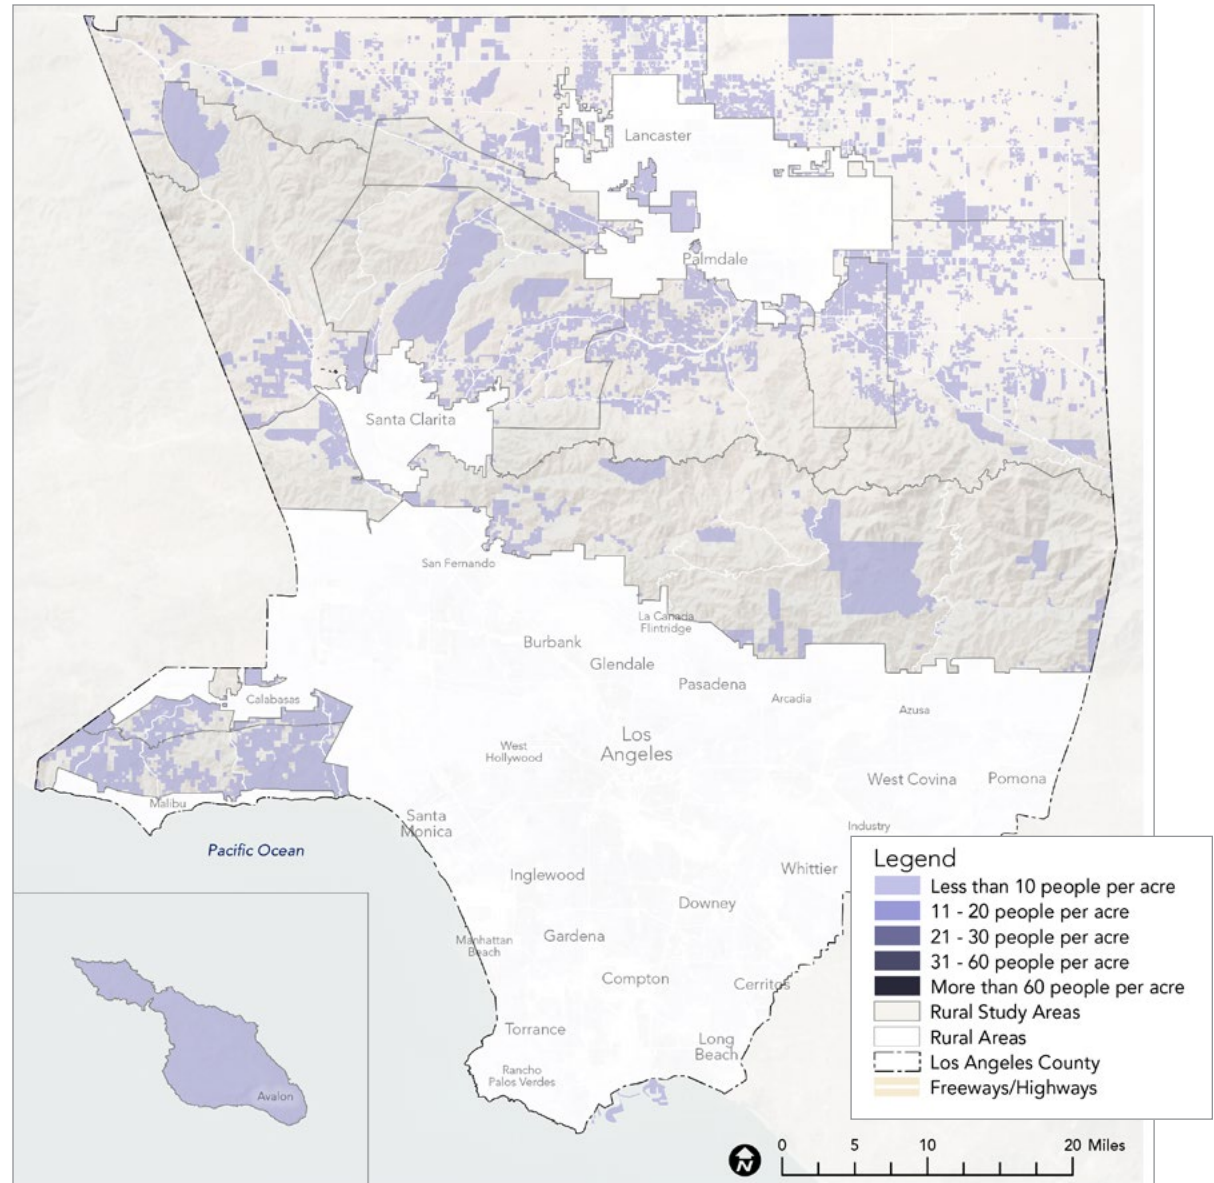 Lancaster
Palmdale
Santa Clarita
San Fernando
La Canada
Flintridge
Burbank
Glendale
Pasadena
Arcadia
Azusa
Calabasas
Los
Angeles
West
Hollywood
West Covina
Pomona
Malibu
Santa
Monica
Industry
Pacific Ocean
Whittier
Inglewood
Downey
Manhattan
Beach
Gardena
Compton
Cerritos
Torrance
Long
Beach
Rancho
Palos Verdes
Avalon
Legend
Less than 10 people per acre
11 - 20 people per acre
21 - 30 people per acre
31 - 60 people per acre
More than 60 people per acre
Rural Study Areas
Rural Areas
Los Angeles County
Freeways/Highways
N
0 5 10 20 Miles